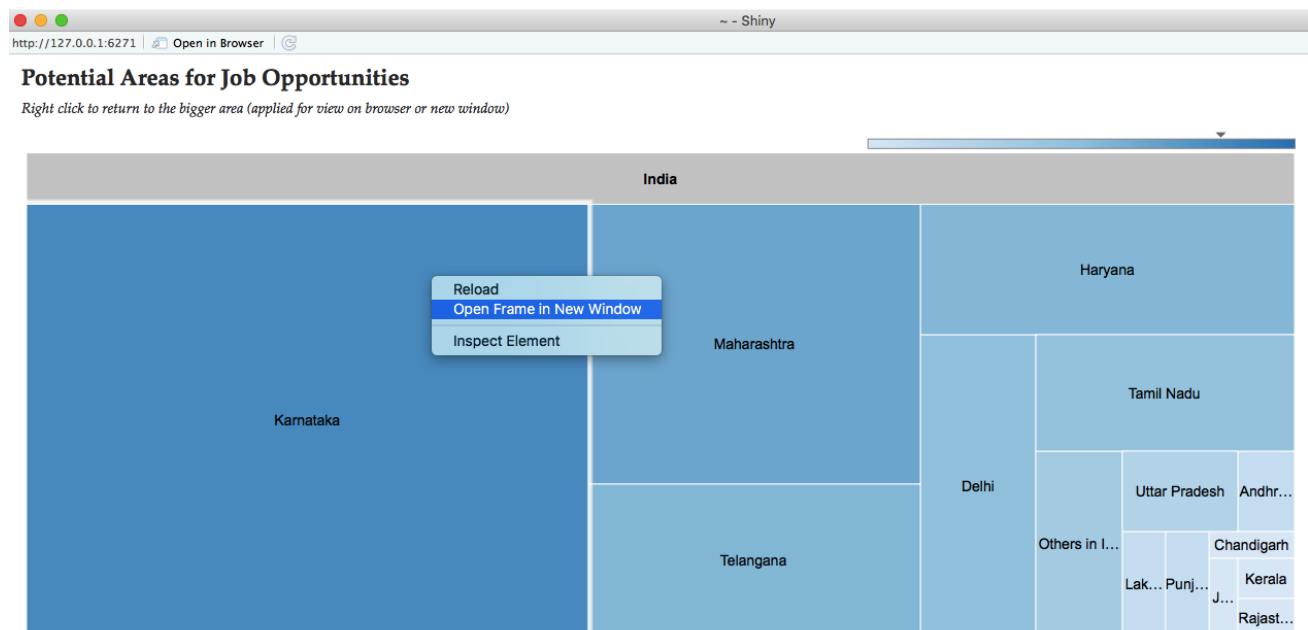 ~ - Shiny
http://127.0.0.1:6271 Open in Browser
Potential Areas for Job Opportunities
Right click to return to the bigger area (applied for view on browser or new window)
India
Karnataka
Reload
Open Frame in New Window
Inspect Element
Maharashtra
Telangana
Haryana
Delhi
Tamil Nadu
Others in I...
Uttar Pradesh
Andhr...
Lak...
Punj...
Chandigarh
J...
Kerala
Rajast...